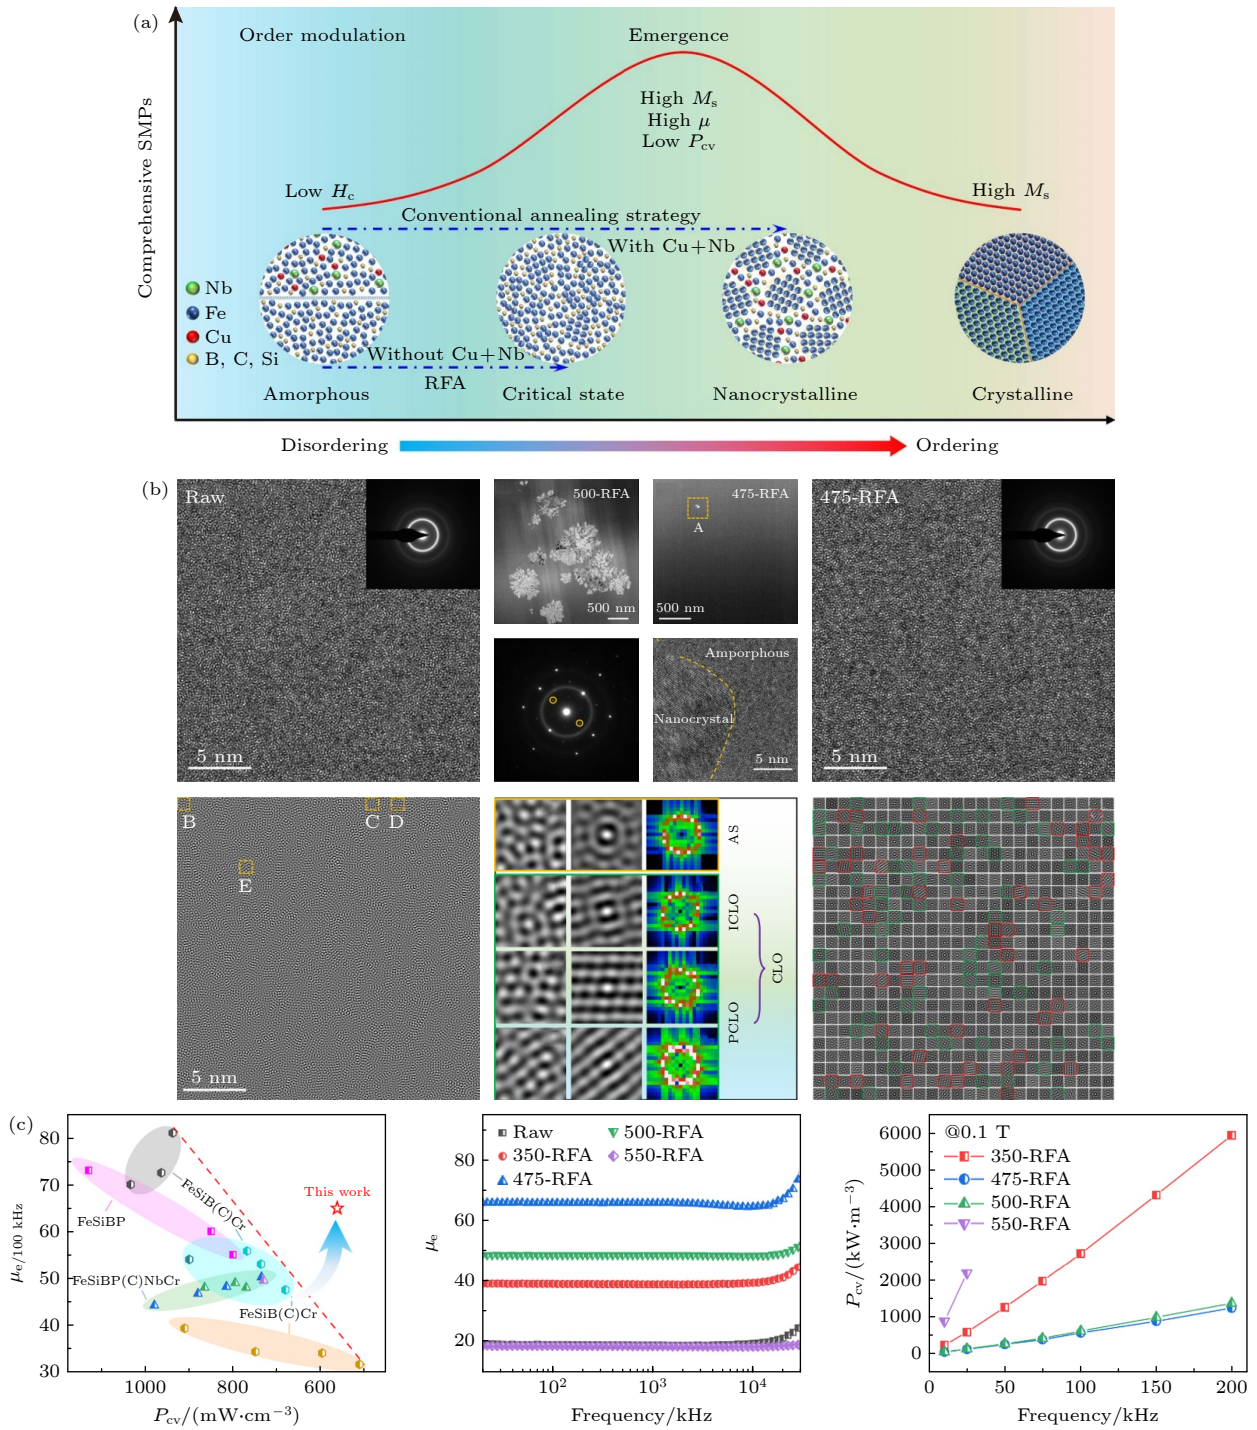 (a)
Order modulation
Emergence
High Ms
High μ
Low Pcv
Comprehensive SMPs
Low Hc
High Ms
Conventional annealing strategy
With Cu+Nb
Nb
Fe
Cu
B, C, Si
Without Cu+Nb
RFA
Amorphous
Critical state
Nanocrystalline
Crystalline
Disordering
Ordering
(b)
Raw
500-RFA
475-RFA
475-RFA
A
500 nm
500 nm
Amporphous
Nanocrystal
5 nm
5 nm
5 nm
B
C
D
E
5 nm
AS
ICLO
CLO
PCLO
(c)
80
70
60
50
40
30
μe/100 kHz
This work
FeSiB(C)Cr
FeSiBP
FeSiBP(C)NbCr
FeSiB(C)Cr
1000
800
600
Pcv/(mW·cm−3)
Raw
500-RFA
350-RFA
550-RFA
475-RFA
80
60
40
20
μe
10²
10³
10⁴
Frequency/kHz
@0.1 T
350-RFA
475-RFA
500-RFA
550-RFA
6000
5000
4000
3000
2000
1000
0
Pcv/(kW·m−3)
0
50
100
150
200
Frequency/kHz